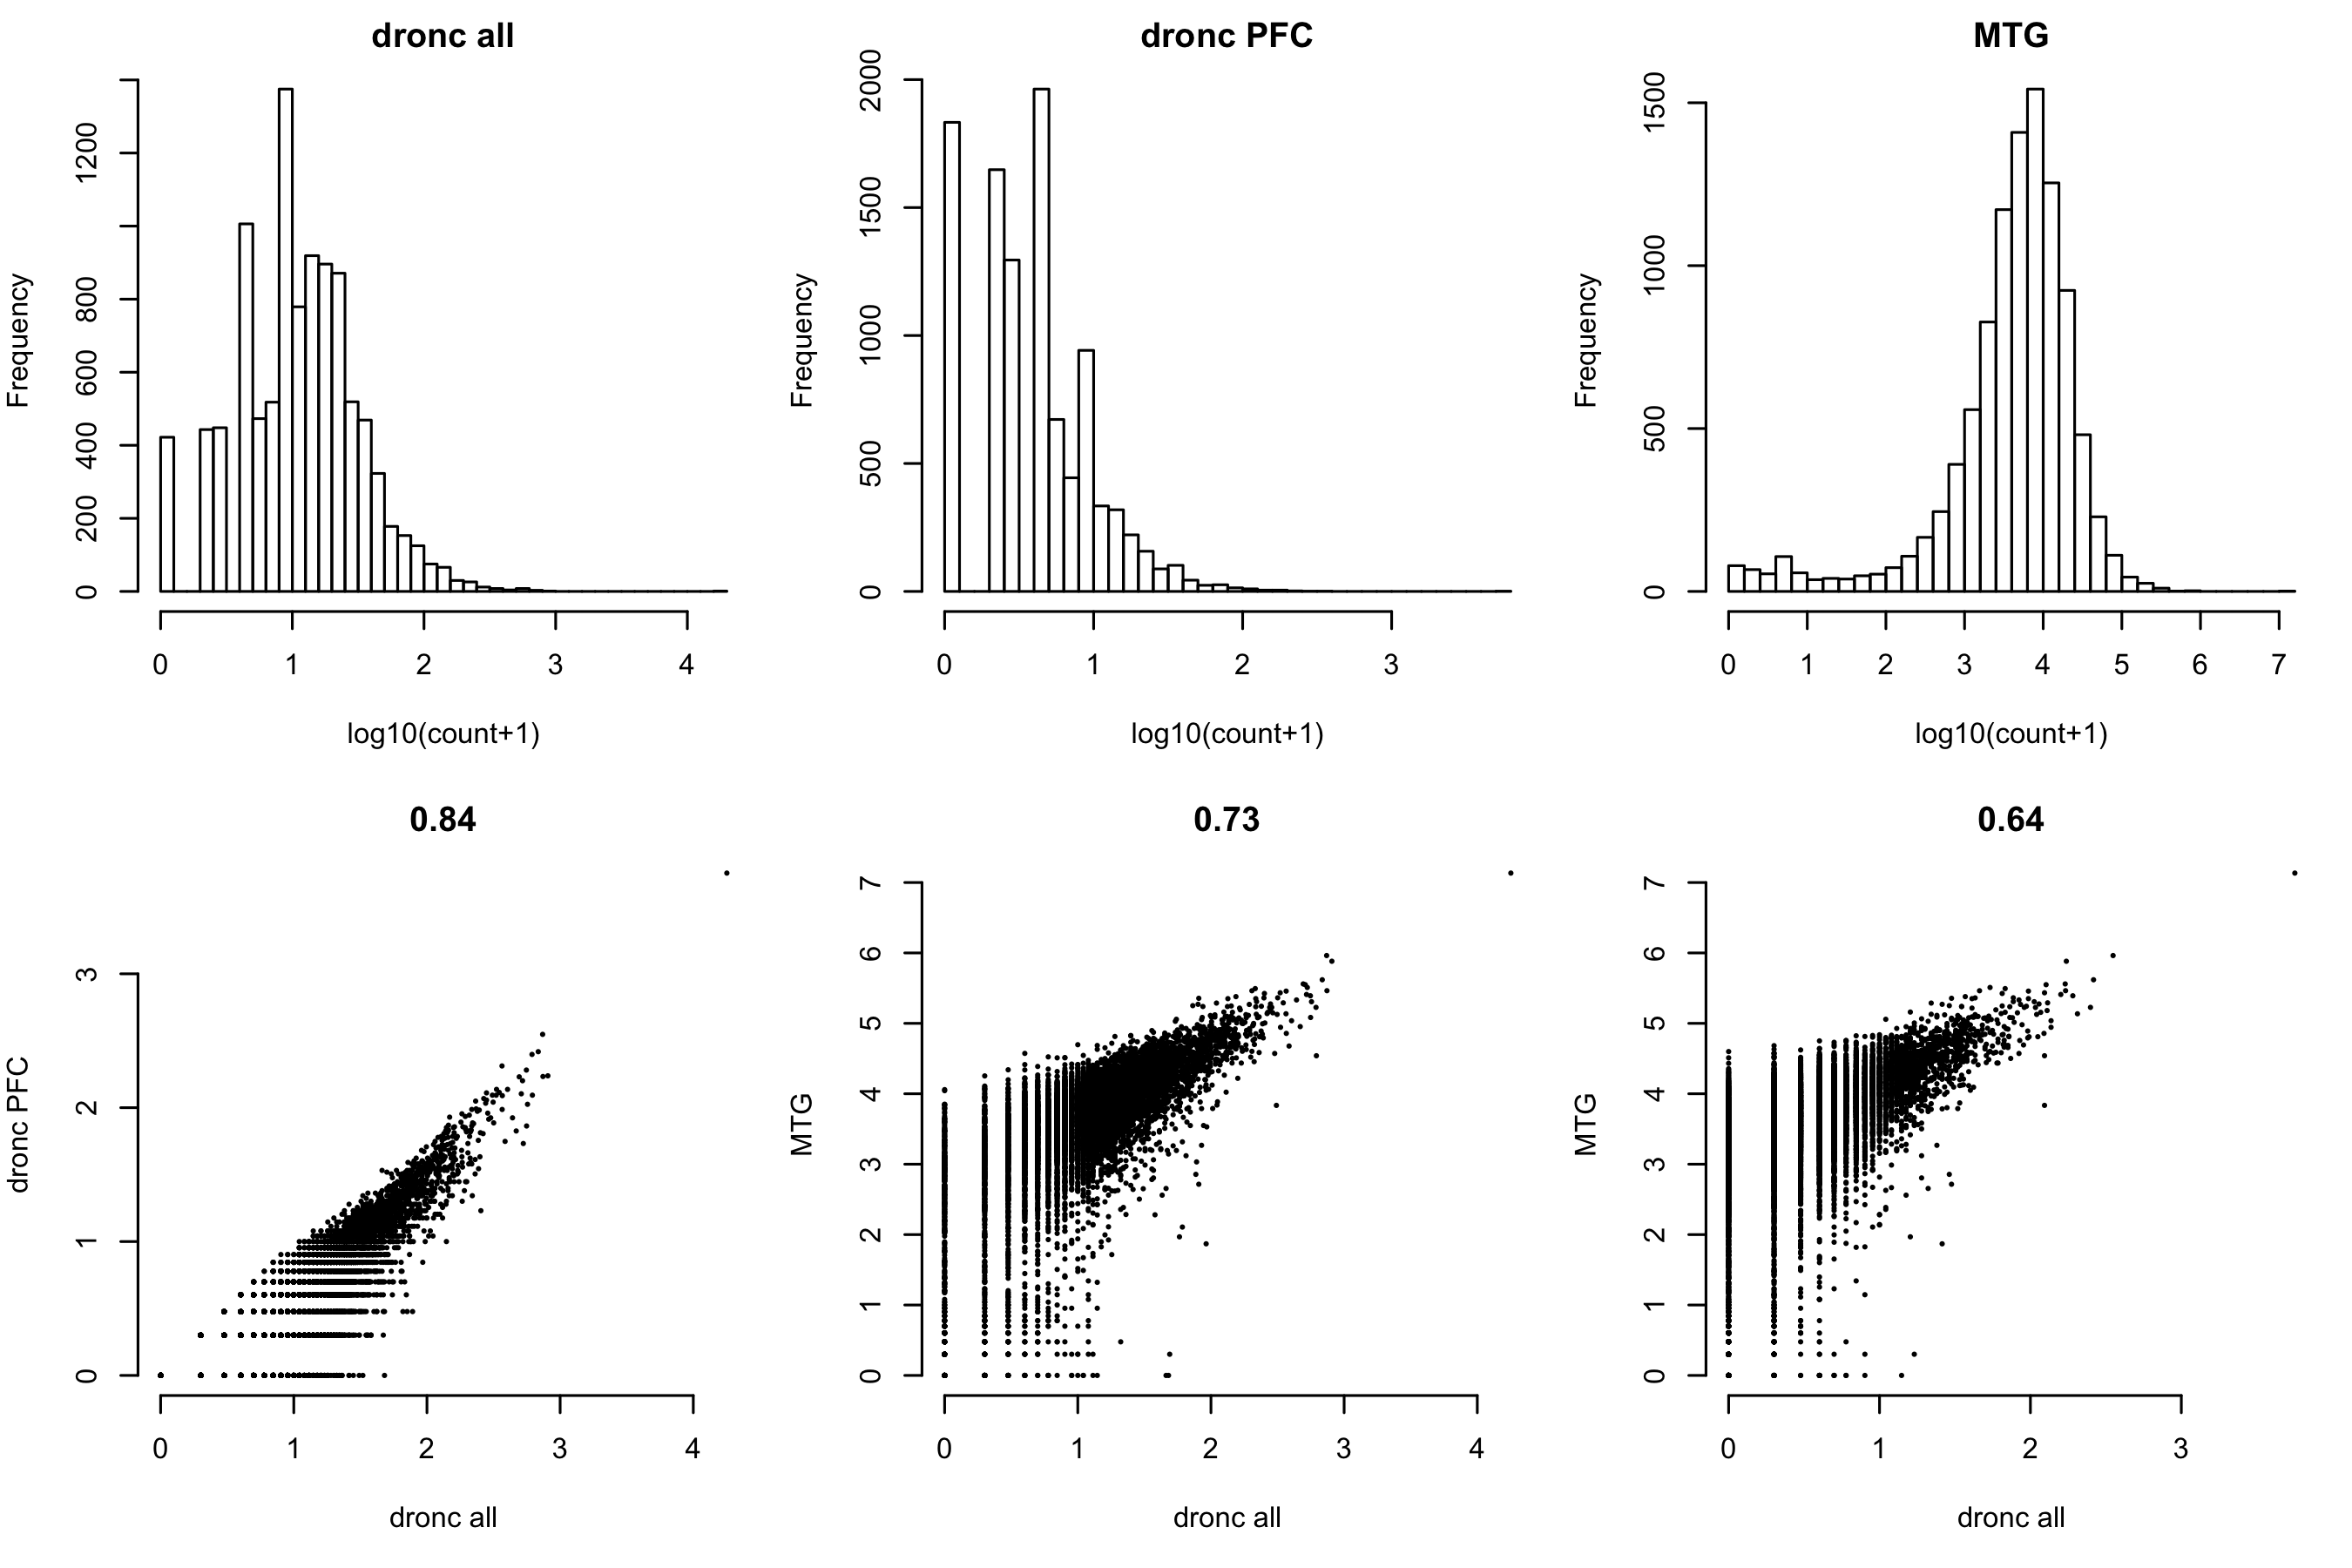 dronc all
Frequency
0 200 400 600 800 1200
0 1 2 3 4
log10(count+1)
dronc PFC
Frequency
0 500 1000 1500 2000
0 1 2 3
log10(count+1)
MTG
Frequency
0 500 1000 1500
0 1 2 3 4 5 6 7
log10(count+1)
0.84
dronc PFC
0 1 2 3
0 1 2 3 4
dronc all
0.73
MTG
0 1 2 3 4 5 6 7
0 1 2 3 4
dronc all
0.64
MTG
0 1 2 3 4 5 6 7
0 1 2 3
dronc all